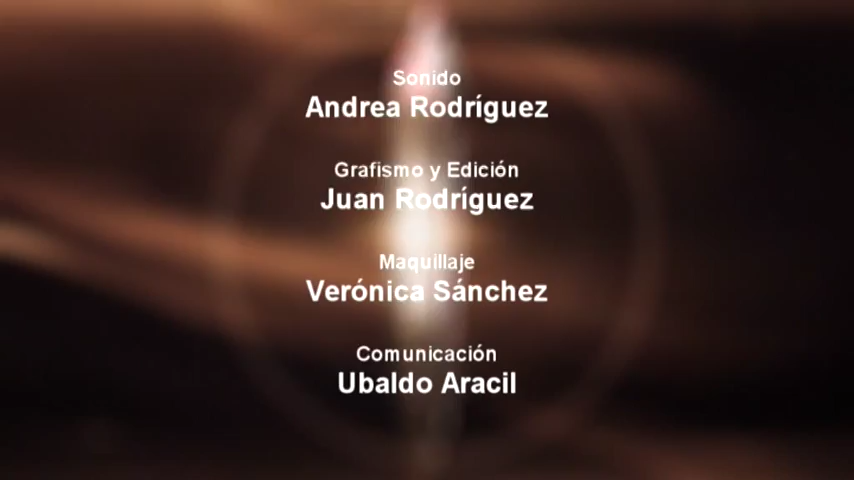 Sonido
Andrea Rodríguez
Grafismo y Edición
Juan Rodríguez
Maquillaje
Verónica Sánchez
Comunicación
Ubaldo Aracil